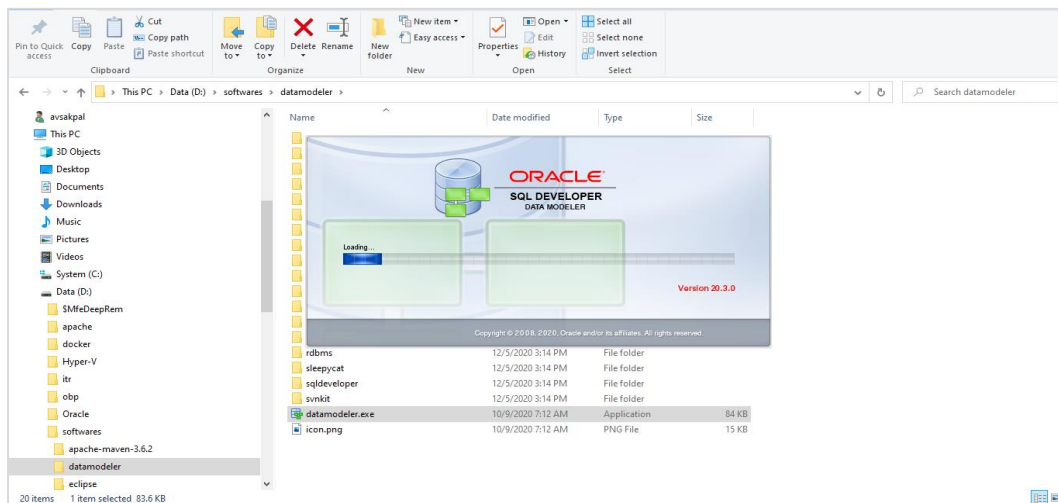 Pin to Quick access
Copy
Paste
Cut
Copy path
Paste shortcut
Clipboard
Move to
Copy to
Delete
Rename
Organize
New folder
New item
Easy access
New
Properties
Open
Edit
History
Open
Select all
Select none
Invert selection
Select
This PC > Data (D:) > softwares > datamodeler >
Search datamodeler
avsakpal
This PC
3D Objects
Desktop
Documents
Downloads
Music
Pictures
Videos
System (C:)
Data (D:)
$MfeDeepRem
apache
docker
Hyper-V
itr
obp
Oracle
softwares
apache-maven-3.6.2
datamodeler
eclipse
Name Date modified Type Size
ORACLE
SQL DEVELOPER
DATA MODELER
Loading...
Version 20.3.0
Copyright © 2008, 2020, Oracle and/or its affiliates. All rights reserved.
rdbms 12/5/2020 3:14 PM File folder
sleepycat 12/5/2020 3:14 PM File folder
sqldeveloper 12/5/2020 3:14 PM File folder
svnkit 12/5/2020 3:14 PM File folder
datamodeler.exe 10/9/2020 7:12 AM Application 84 KB
icon.png 10/9/2020 7:12 AM PNG File 15 KB
20 items 1 item selected 83.6 KB